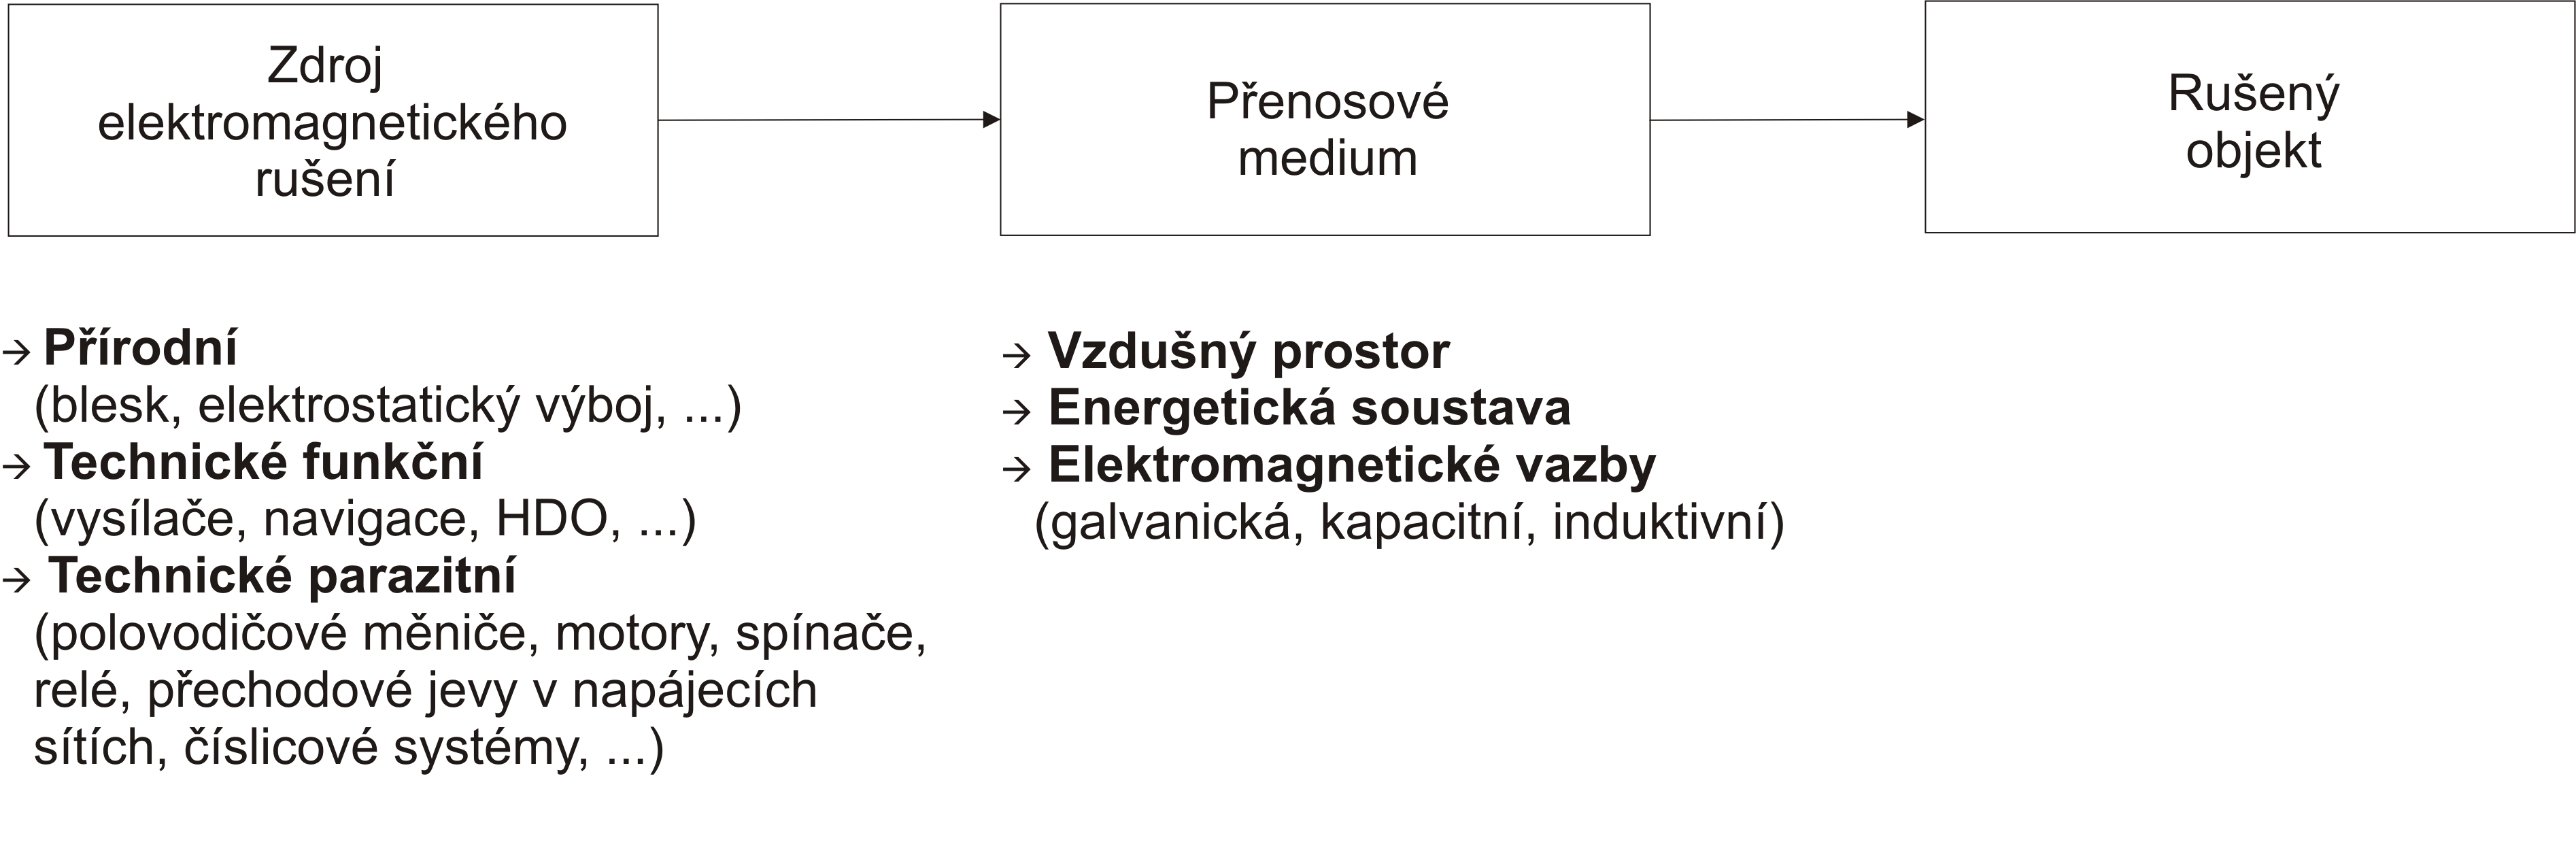 Zdroj
elektromagnetického
rušení
Přenosové
medium
Rušený
objekt
→ Přírodní
(blesk, elektrostatický výboj, ...)
→ Technické funkční
(vysílače, navigace, HDO, ...)
→ Technické parazitní
(polovodičové měniče, motory, spínače,
relé, přechodové jevy v napájecích
sítích, číslicové systémy, ...)
→ Vzdušný prostor
→ Energetická soustava
→ Elektromagnetické vazby
(galvanická, kapacitní, induktivní)